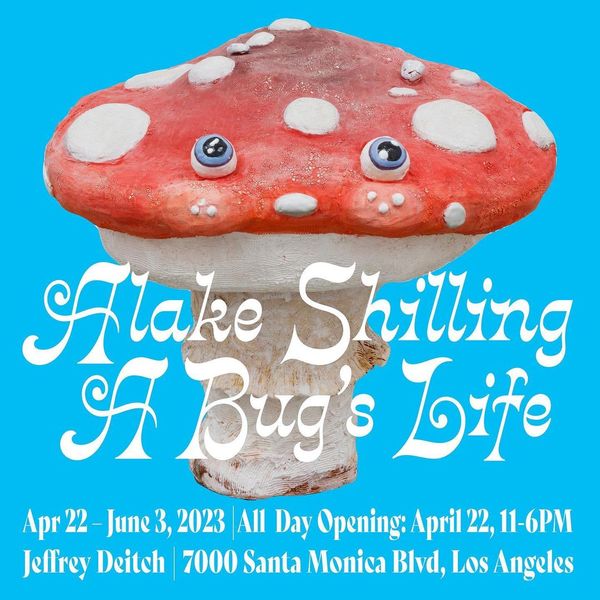 Alake Shilling
A Bug's Life
Apr 22 – June 3, 2023 | All Day Opening: April 22, 11-6PM
Jeffrey Deitch | 7000 Santa Monica Blvd, Los Angeles